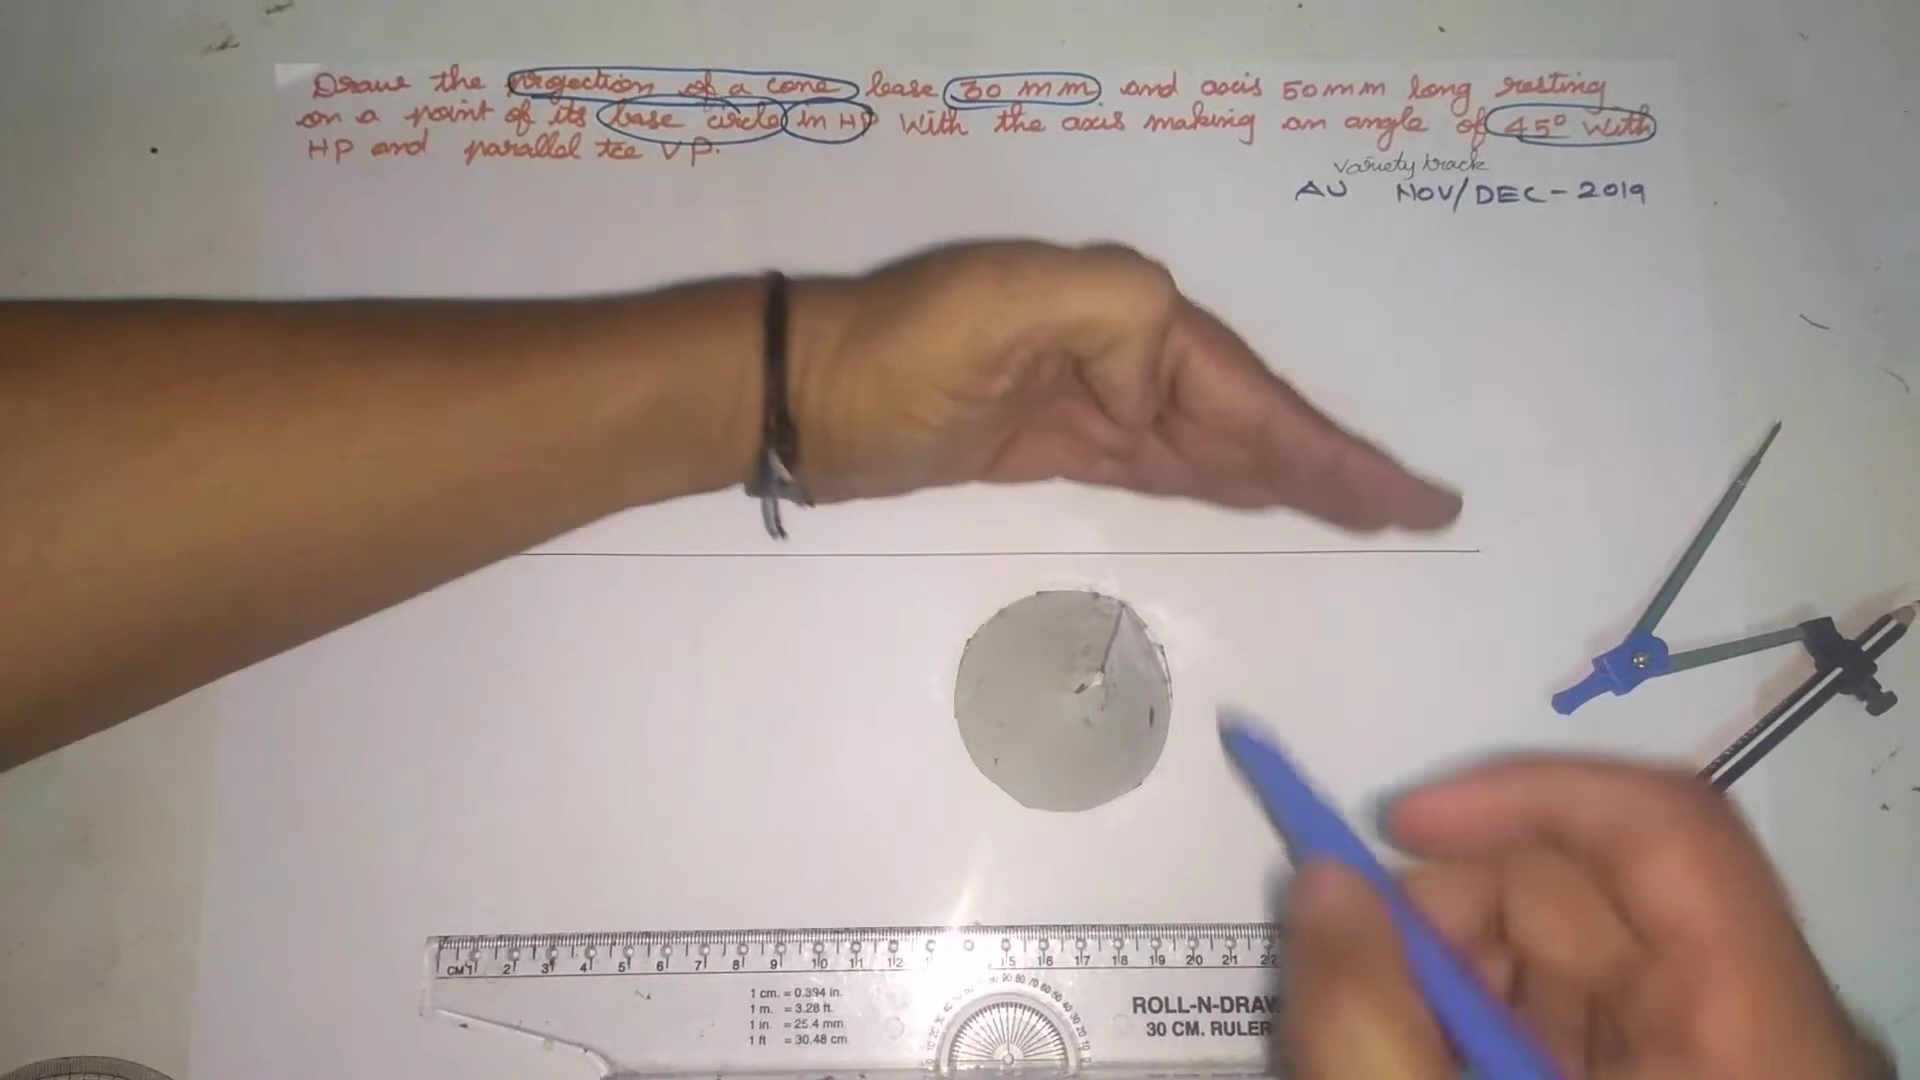 Draw the projection of a cone base 30 mm and axis 50mm long resting
on a point of its base circle in HP with the axis making an angle of 45° with
HP and parallel tce VP.
variety track
AU NOV/DEC-2019
CM 1 2 3 4 5 6 7 8 9 10 11 12 15 16 17 18 19 20 21 22
1 cm. = 0.394 in.
1 m. = 3.28 ft.
1 in. = 25.4 mm.
1 ft = 30.48 cm.
ROLL-N-DRAW
30 CM. RULER